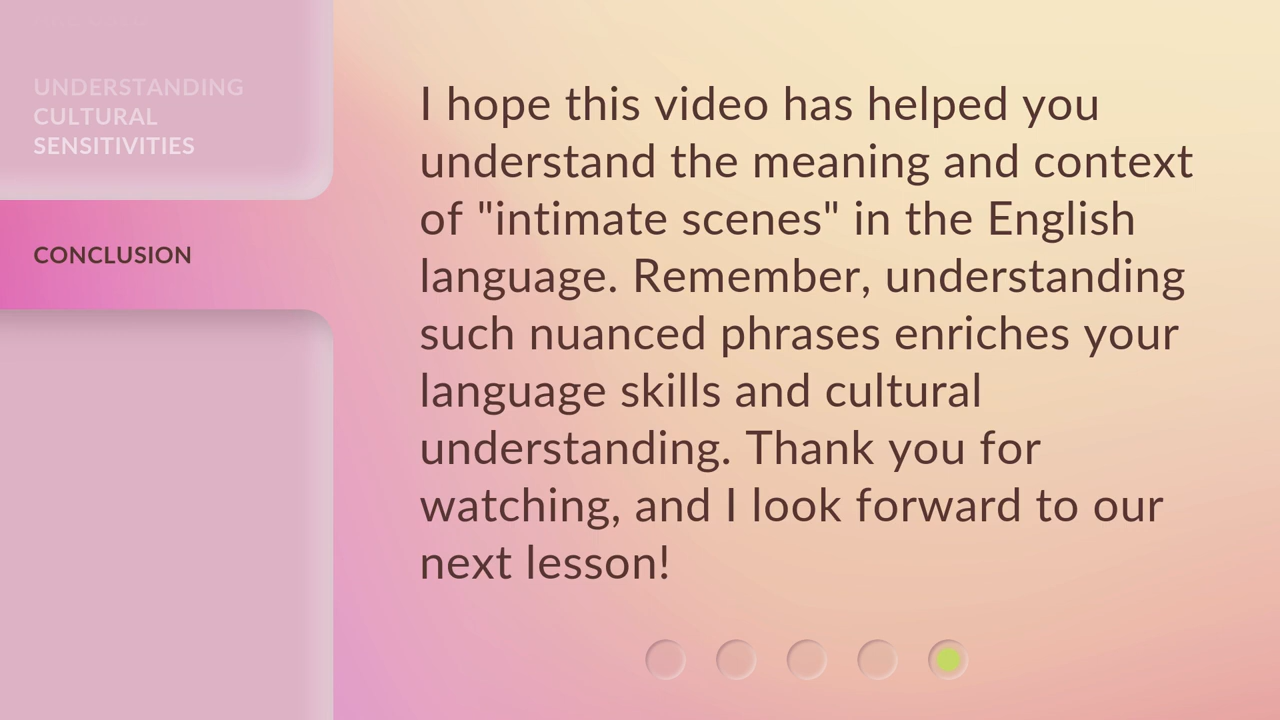 UNDERSTANDING
CULTURAL
SENSITIVITIES
CONCLUSION
I hope this video has helped you
understand the meaning and context
of "intimate scenes" in the English
language. Remember, understanding
such nuanced phrases enriches your
language skills and cultural
understanding. Thank you for
watching, and I look forward to our
next lesson!